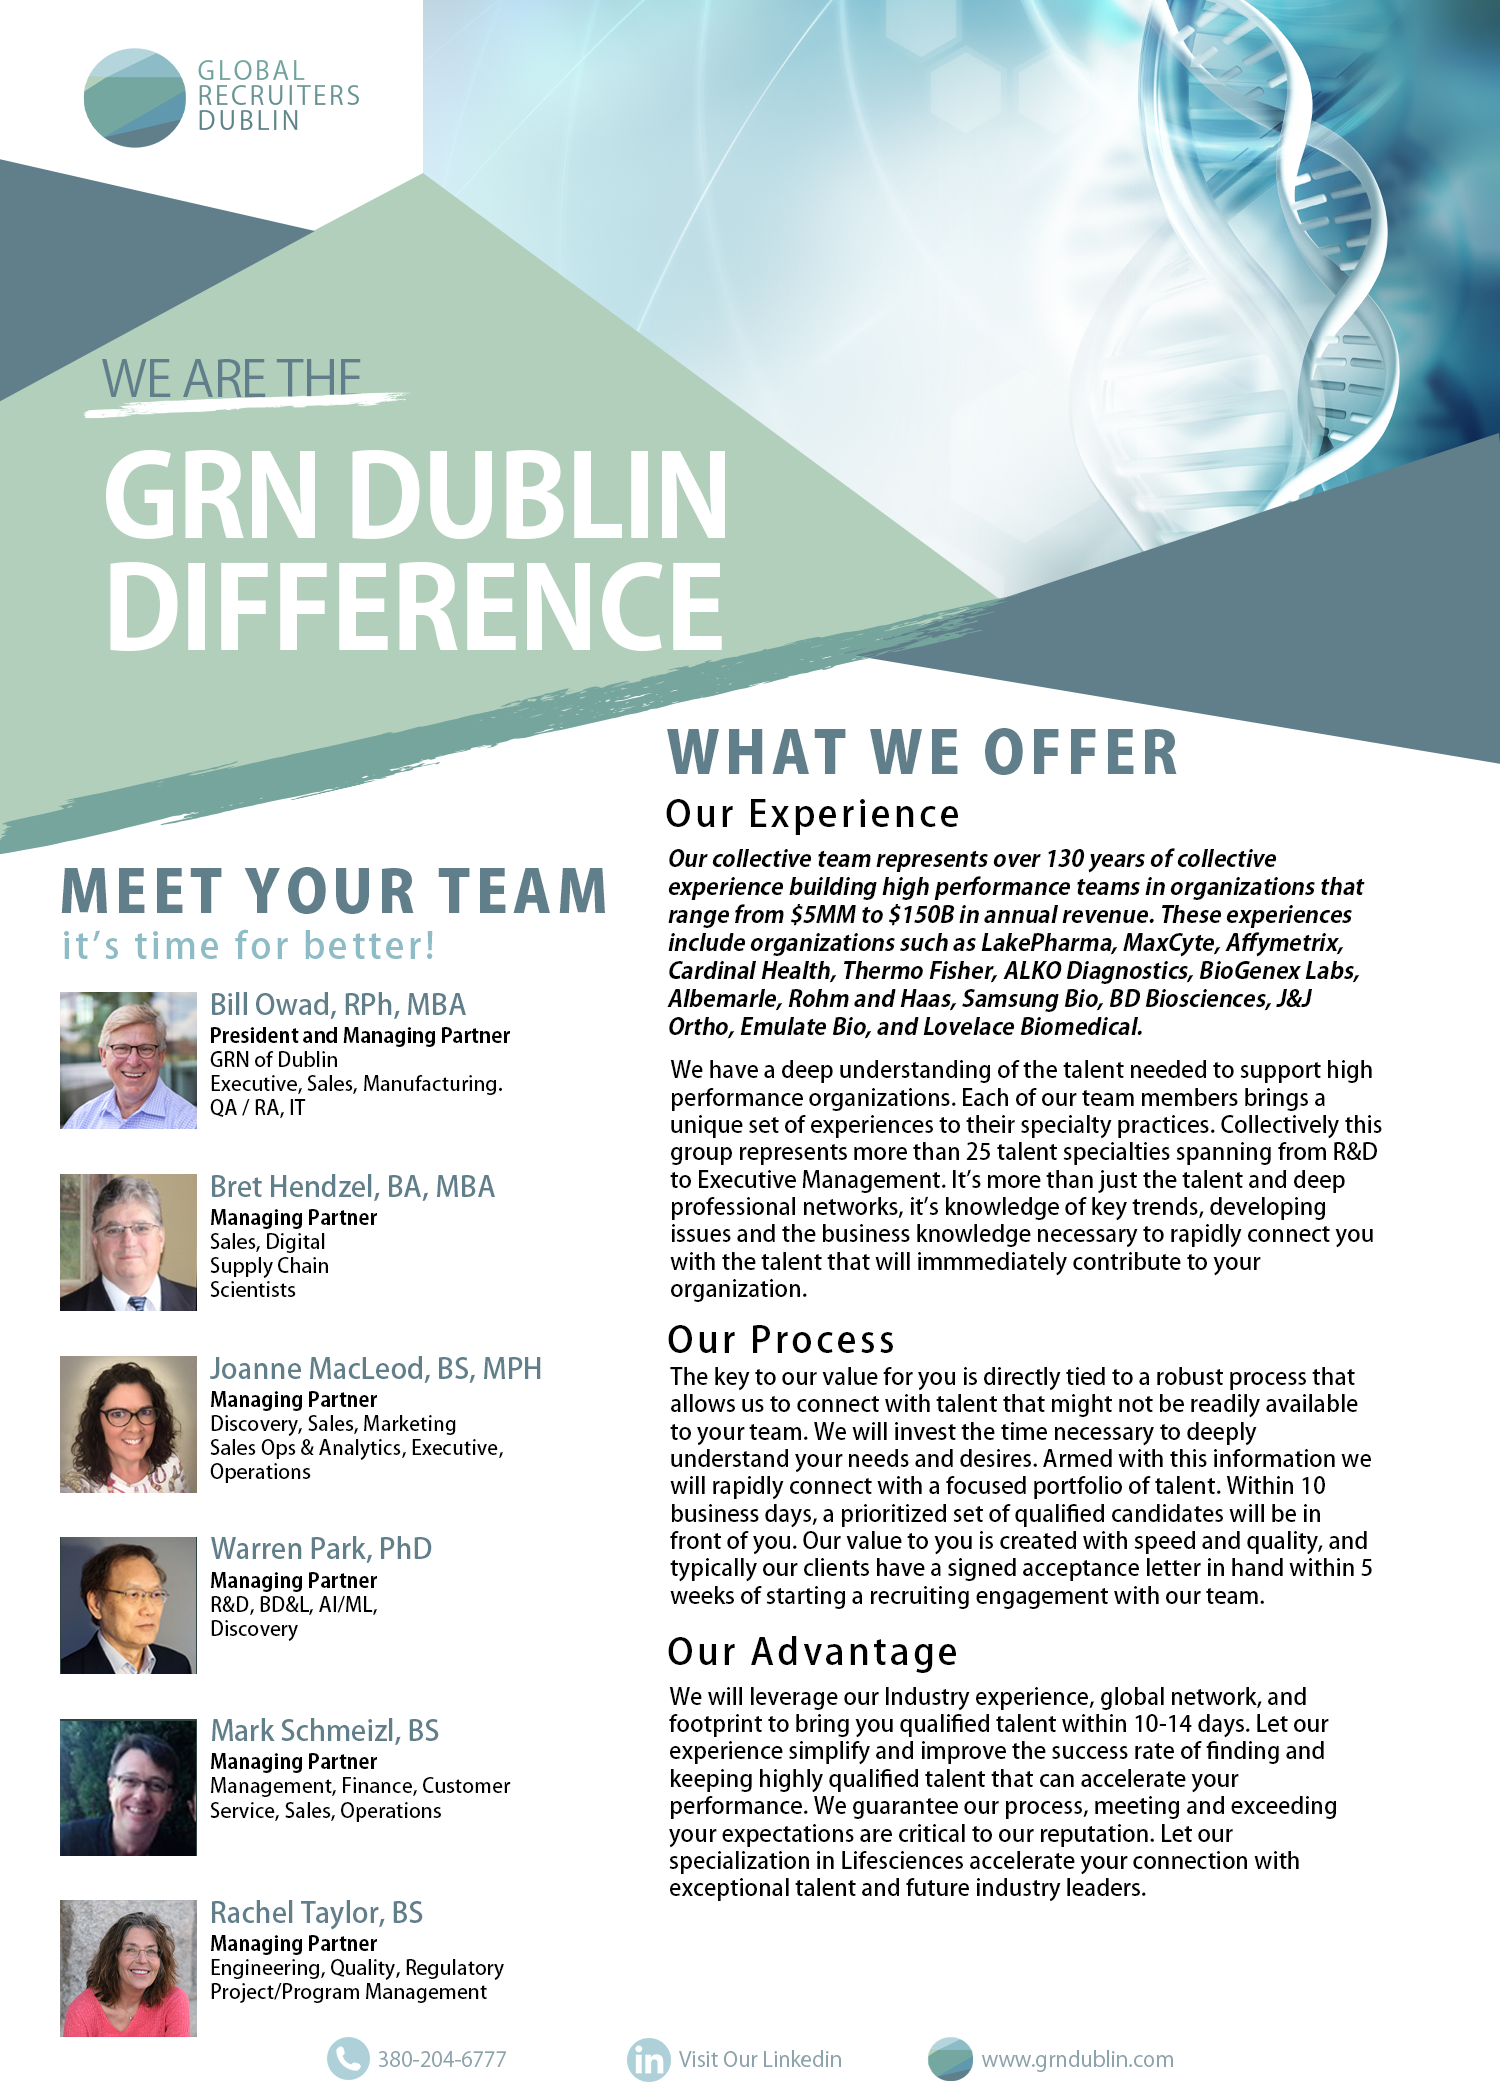 GLOBAL
RECRUITERS
DUBLIN
WE ARE THE
GRN DUBLIN
DIFFERENCE
MEET YOUR TEAM
it's time for better!
Bill Owad, RPh, MBA
President and Managing Partner
GRN of Dublin
Executive, Sales, Manufacturing.
QA / RA, IT
Bret Hendzel, BA, MBA
Managing Partner
Sales, Digital
Supply Chain
Scientists
Joanne MacLeod, BS, MPH
Managing Partner
Discovery, Sales, Marketing
Sales Ops & Analytics, Executive,
Operations
Warren Park, PhD
Managing Partner
R&D, BD&L, AI/ML,
Discovery
Mark Schmeizl, BS
Managing Partner
Management, Finance, Customer
Service, Sales, Operations
Rachel Taylor, BS
Managing Partner
Engineering, Quality, Regulatory
Project/Program Management
WHAT WE OFFER
Our Experience
Our collective team represents over 130 years of collective
experience building high performance teams in organizations that
range from $5MM to $150B in annual revenue. These experiences
include organizations such as LakePharma, MaxCyte, Affymetrix,
Cardinal Health, Thermo Fisher, ALKO Diagnostics, BioGenex Labs,
Albemarle, Rohm and Haas, Samsung Bio, BD Biosciences, J&J
Ortho, Emulate Bio, and Lovelace Biomedical.
We have a deep understanding of the talent needed to support high
performance organizations. Each of our team members brings a
unique set of experiences to their specialty practices. Collectively this
group represents more than 25 talent specialties spanning from R&D
to Executive Management. It's more than just the talent and deep
professional networks, it's knowledge of key trends, developing
issues and the business knowledge necessary to rapidly connect you
with the talent that will immmediately contribute to your
organization.
Our Process
The key to our value for you is directly tied to a robust process that
allows us to connect with talent that might not be readily available
to your team. We will invest the time necessary to deeply
understand your needs and desires. Armed with this information we
will rapidly connect with a focused portfolio of talent. Within 10
business days, a prioritized set of qualified candidates will be in
front of you. Our value to you is created with speed and quality, and
typically our clients have a signed acceptance letter in hand within 5
weeks of starting a recruiting engagement with our team.
Our Advantage
We will leverage our Industry experience, global network, and
footprint to bring you qualified talent within 10-14 days. Let our
experience simplify and improve the success rate of finding and
keeping highly qualified talent that can accelerate your
performance. We guarantee our process, meeting and exceeding
your expectations are critical to our reputation. Let our
specialization in Lifesciences accelerate your connection with
exceptional talent and future industry leaders.
380-204-6777
in Visit Our Linkedin
www.grndublin.com